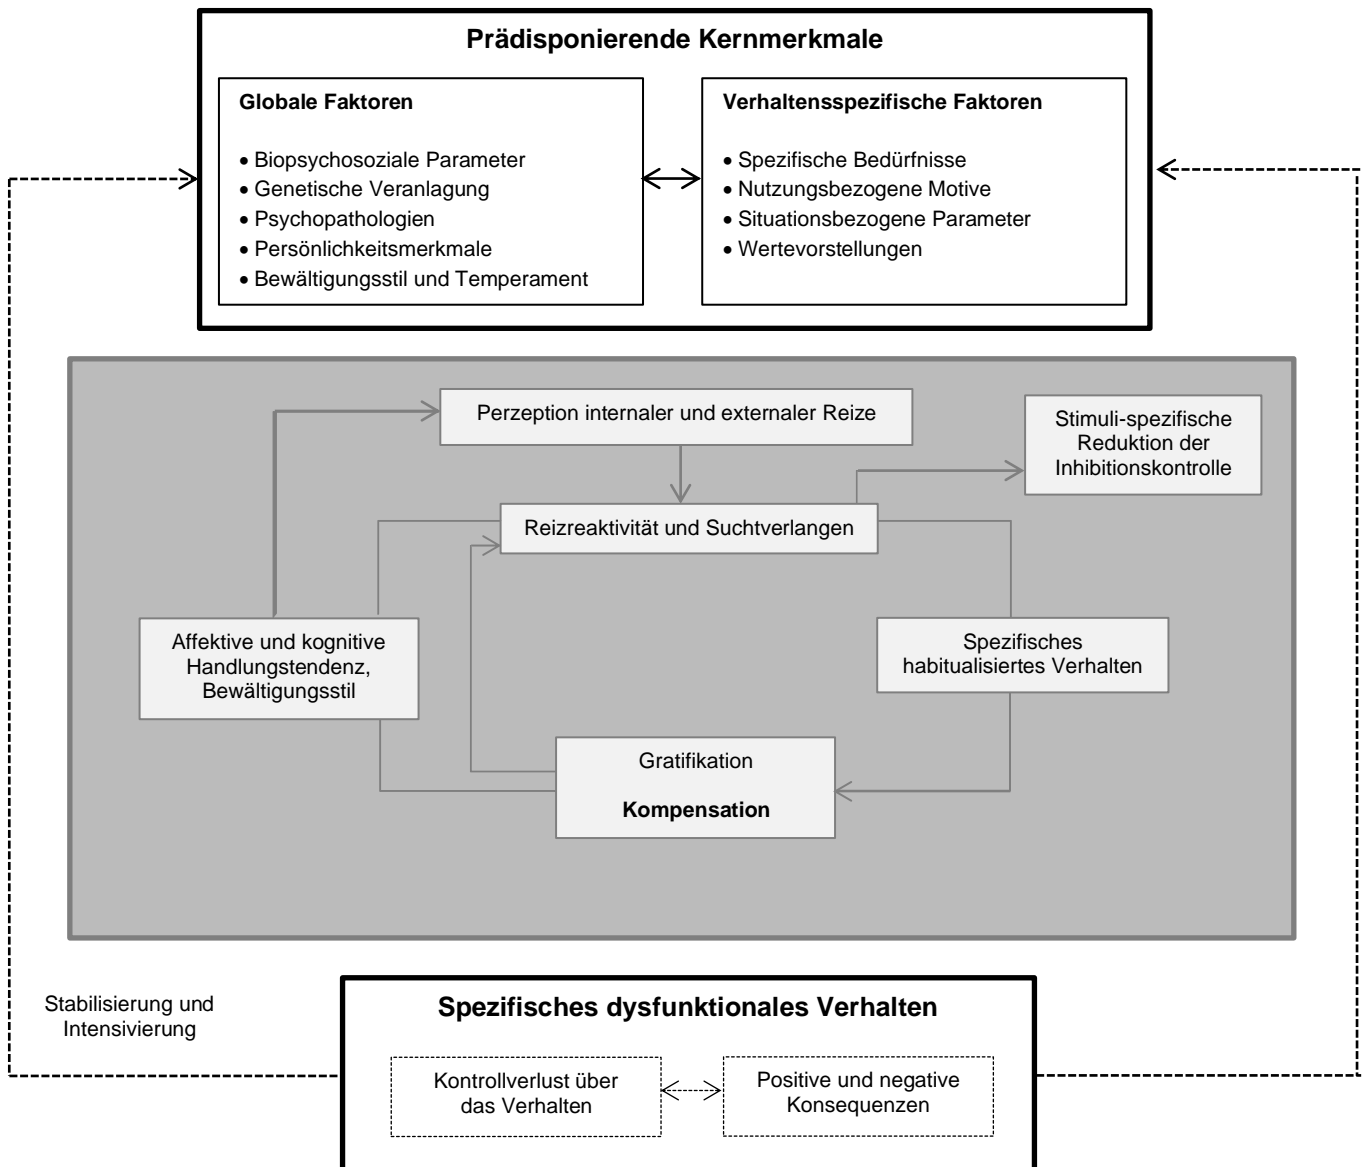 Prädisponierende Kernmerkmale
Globale Faktoren
• Biopsychosoziale Parameter
• Genetische Veranlagung
• Psychopathologien
• Persönlichkeitsmerkmale
• Bewältigungsstil und Temperament
Verhaltensspezifische Faktoren
• Spezifische Bedürfnisse
• Nutzungsbezogene Motive
• Situationsbezogene Parameter
• Wertevorstellungen
Perzeption internaler und externaler Reize
Stimuli-spezifische
Reduktion der
Inhibitionskontrolle
Reizreaktivität und Suchtverlangen
Affektive und kognitive
Handlungstendenz,
Bewältigungsstil
Spezifisches
habitualisiertes Verhalten
Gratifikation
Kompensation
Stabilisierung und
Intensivierung
Spezifisches dysfunktionales Verhalten
Kontrollverlust über
das Verhalten
Positive und negative
Konsequenzen